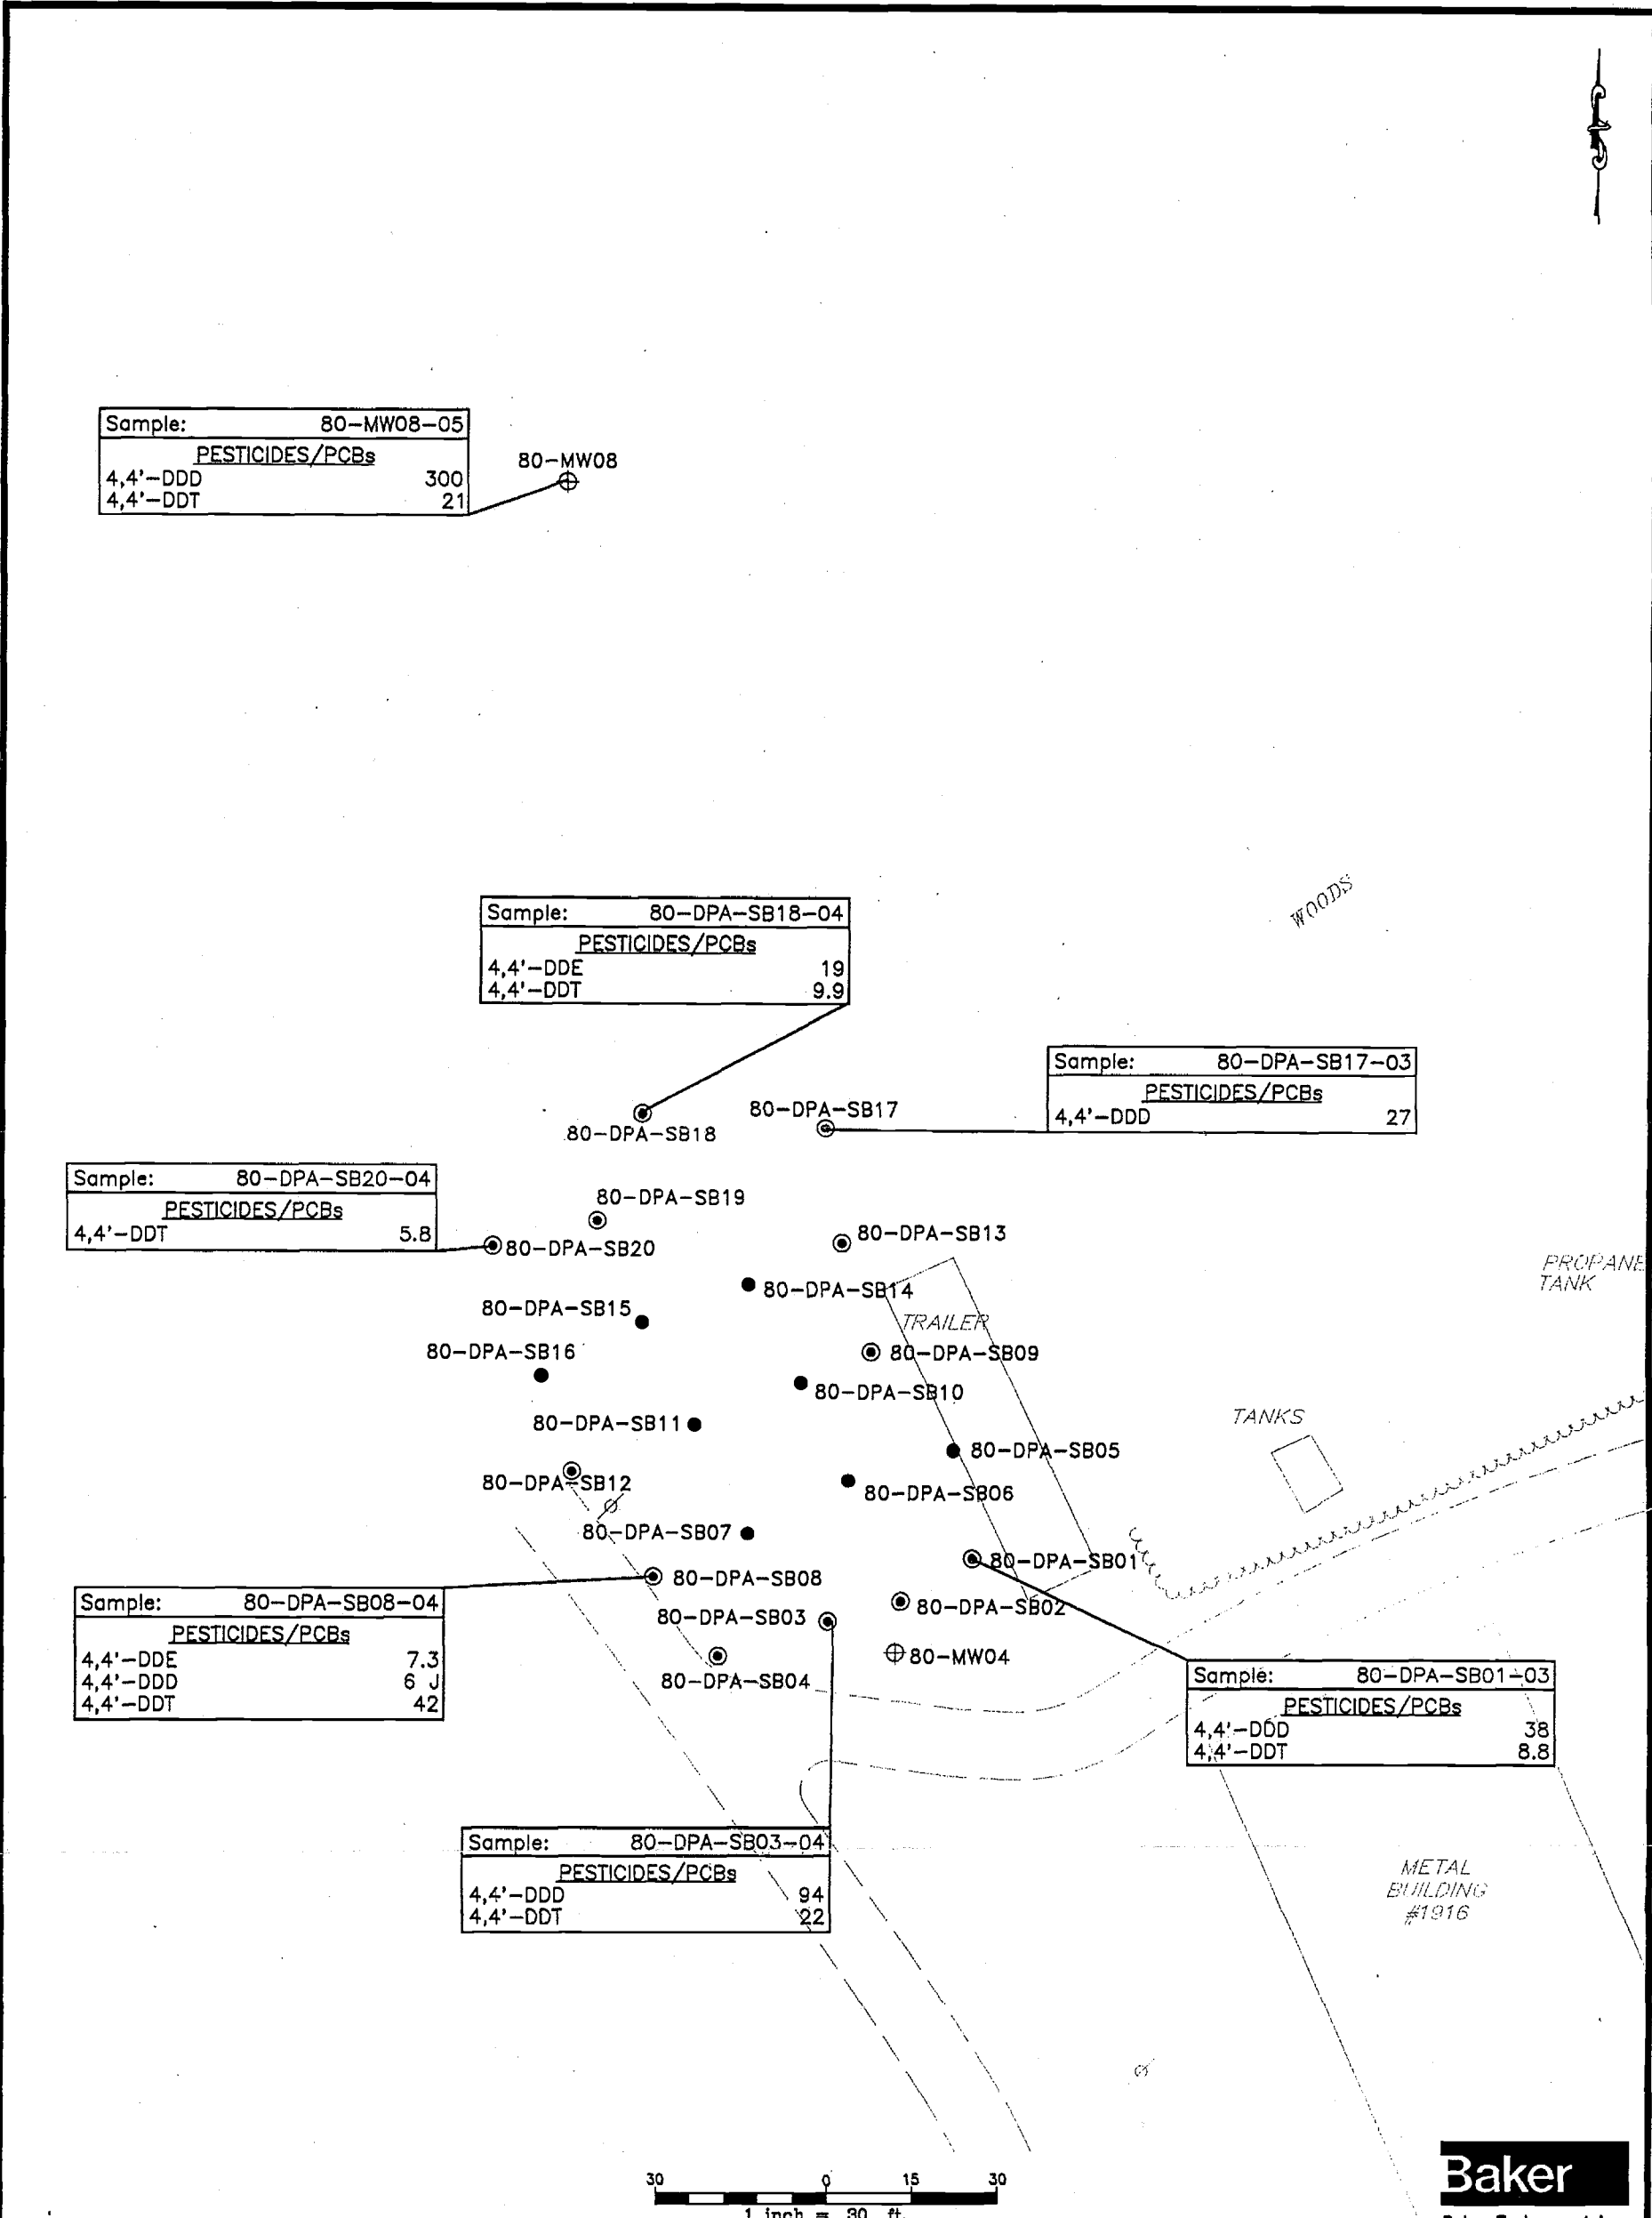 Sample: 80-MW08-05
PESTICIDES/PCBs
4,4'-DDD 300
4,4'-DDT 21
80-MW08
WOODS
Sample: 80-DPA-SB18-04
PESTICIDES/PCBs
4,4'-DDE 19
4,4'-DDT 9.9
Sample: 80-DPA-SB17-03
PESTICIDES/PCBs
4,4'-DDD 27
80-DPA-SB17
80-DPA-SB18
Sample: 80-DPA-SB20-04
PESTICIDES/PCBs
4,4'-DDT 5.8
80-DPA-SB19
80-DPA-SB20
80-DPA-SB13
PROPANE
TANK
80-DPA-SB14
80-DPA-SB15
TRAILER
80-DPA-SB16
80-DPA-SB09
80-DPA-SB10
80-DPA-SB11
TANKS
80-DPA-SB05
80-DPA-SB12
80-DPA-SB06
80-DPA-SB07
80-DPA-SB01
80-DPA-SB08
80-DPA-SB02
80-DPA-SB03
80-MW04
80-DPA-SB04
Sample: 80-DPA-SB08-04
PESTICIDES/PCBs
4,4'-DDE 7.3
4,4'-DDD 6 J
4,4'-DDT 42
Sample: 80-DPA-SB01-03
PESTICIDES/PCBs
4,4'-DDD 38
4,4'-DDT 8.8
Sample: 80-DPA-SB03-04
PESTICIDES/PCBs
4,4'-DDD 94
4,4'-DDT 22
METAL
BUILDING
#1916
30 0 15 30
1 inch = 30 ft.
Baker